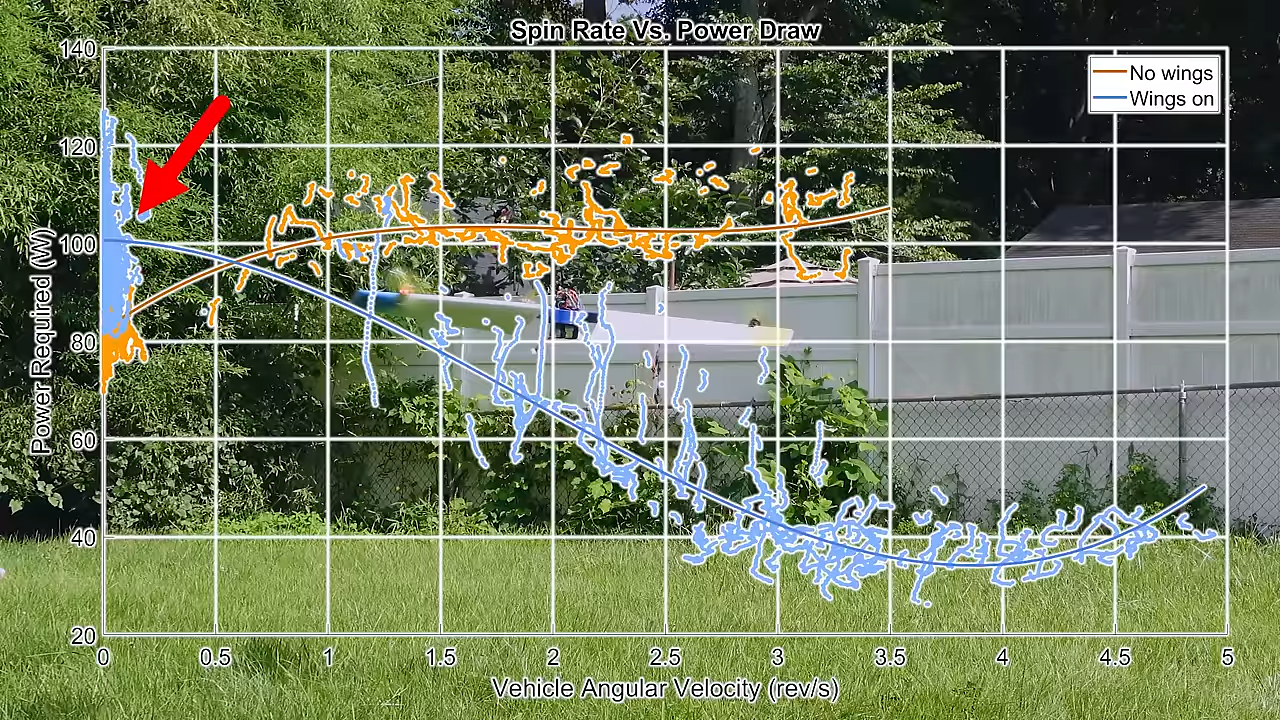 Spin Rate Vs. Power Draw
No wings
Wings on
140
120
100
80
60
40
20
Power Required (W)
0 0.5 1 1.5 2 2.5 3 3.5 4 4.5 5
Vehicle Angular Velocity (rev/s)